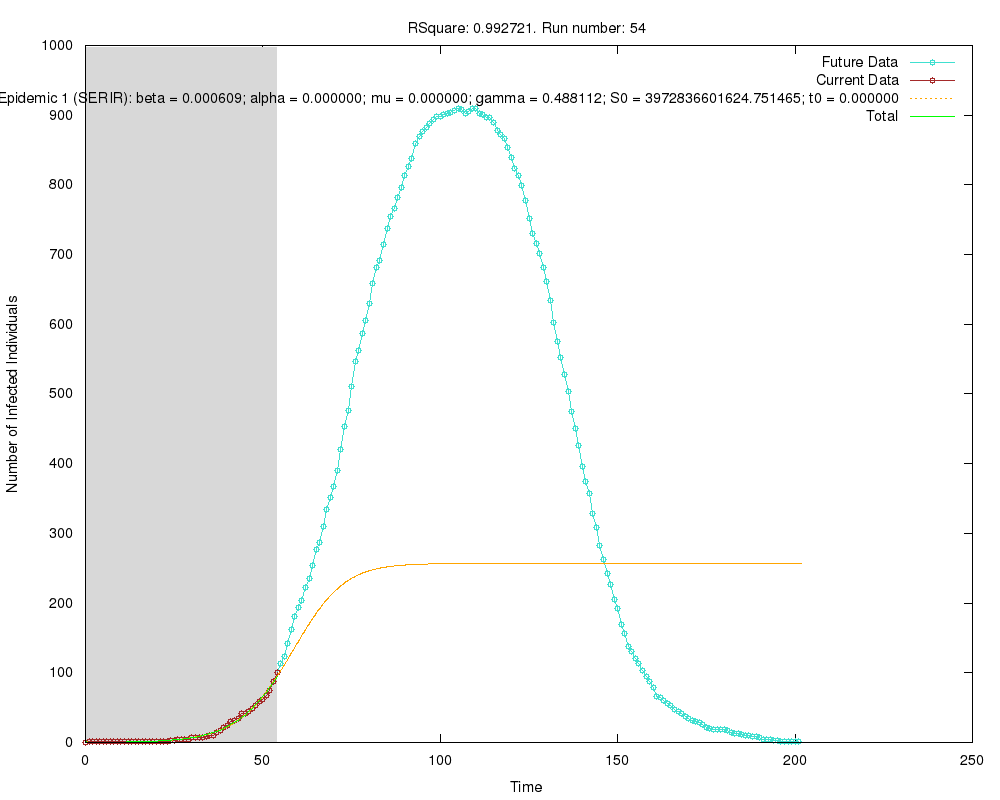 RSquare: 0.992721. Run number: 54
1000
900
800
700
600
500
400
300
200
100
0
Number of Infected Individuals
Future Data
Current Data
Epidemic 1 (SERIR): beta = 0.000609; alpha = 0.000000; mu = 0.000000; gamma = 0.488112; S0 = 3972836601624.751465; t0 = 0.000000
Total
0 50 100 150 200 250
Time